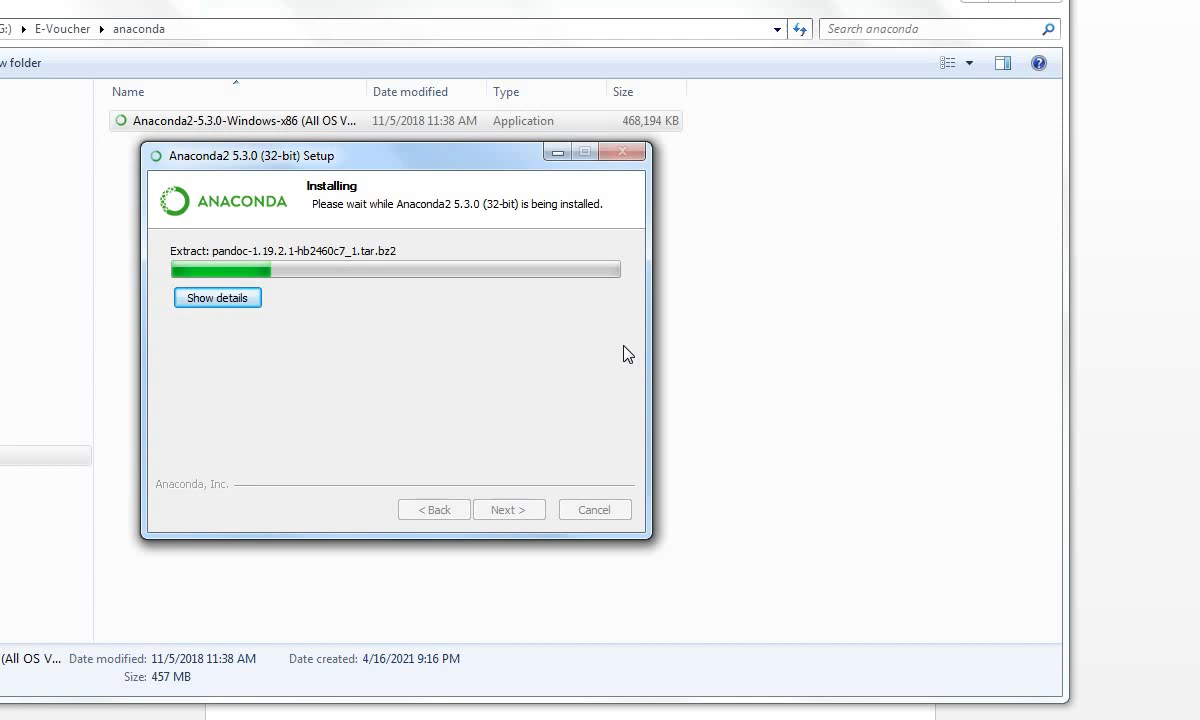 G:) ▸ E-Voucher ▸ anaconda
Search anaconda
w folder
Name Date modified Type Size
Anaconda2-5.3.0-Windows-x86 (All OS V... 11/5/2018 11:38 AM Application 468,194 KB
Anaconda2 5.3.0 (32-bit) Setup
ANACONDA
Installing
Please wait while Anaconda2 5.3.0 (32-bit) is being installed.
Extract: pandoc-1.19.2.1-hb2460c7_1.tar.bz2
Show details
Anaconda, Inc.
< Back Next > Cancel
(All OS V... Date modified: 11/5/2018 11:38 AM Date created: 4/16/2021 9:16 PM
Size: 457 MB